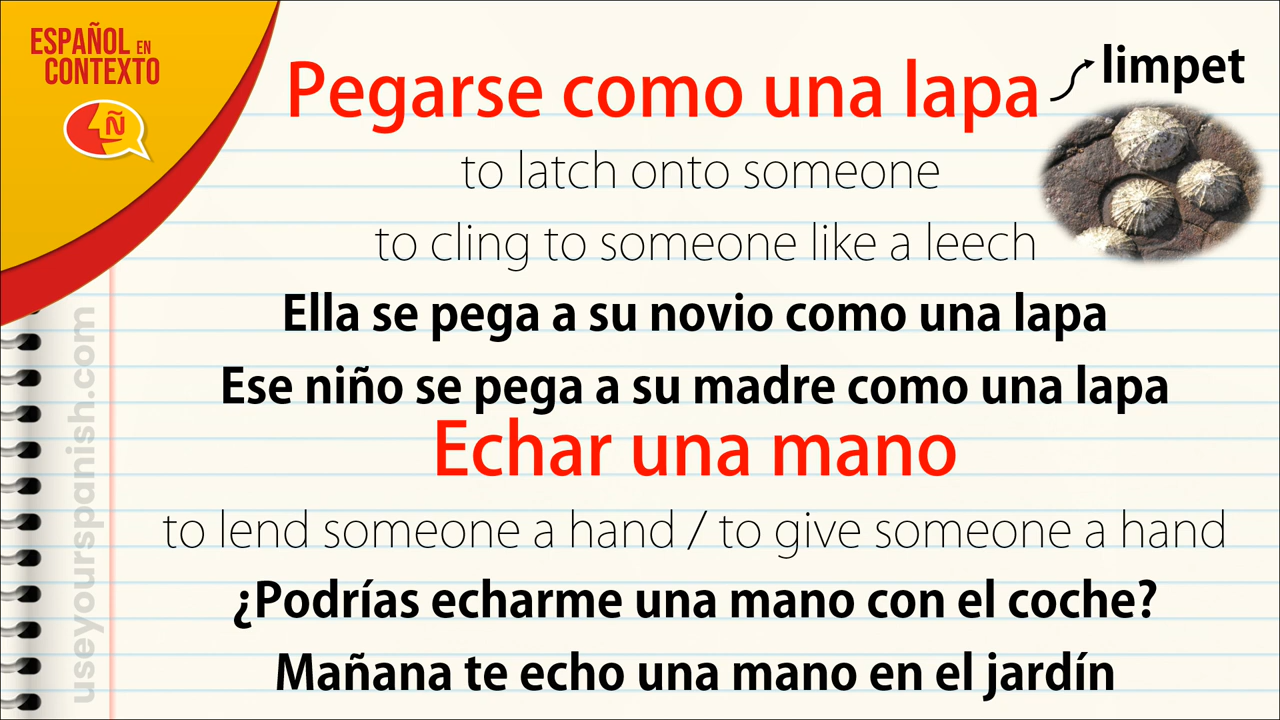 ESPAÑOL EN
CONTEXTO
Ñ
Pegarse como una lapa
limpet
to latch onto someone
to cling to someone like a leech
Ella se pega a su novio como una lapa
Ese niño se pega a su madre como una lapa
Echar una mano
to lend someone a hand / to give someone a hand
¿Podrías echarme una mano con el coche?
Mañana te echo una mano en el jardín
useyourspanish.com